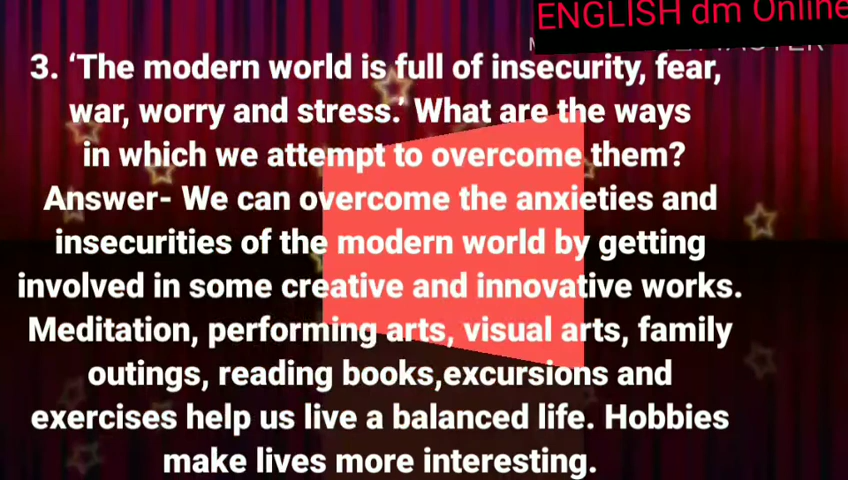 ENGLISH dm Online
3. ‘The modern world is full of insecurity, fear,
war, worry and stress.’ What are the ways
in which we attempt to overcome them?
Answer- We can overcome the anxieties and
insecurities of the modern world by getting
involved in some creative and innovative works.
Meditation, performing arts, visual arts, family
outings, reading books,excursions and
exercises help us live a balanced life. Hobbies
make lives more interesting.